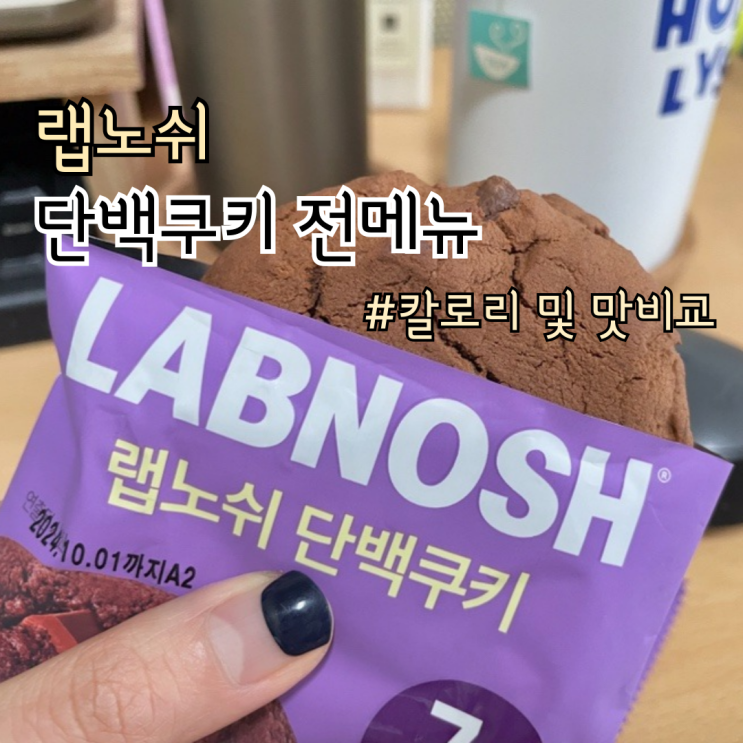 랩노쉬
단백쿠키 전메뉴
#칼로리 및 맛비교
LABNOSH®
랩노쉬 단백쿠키
2024.10.01까지A2
7